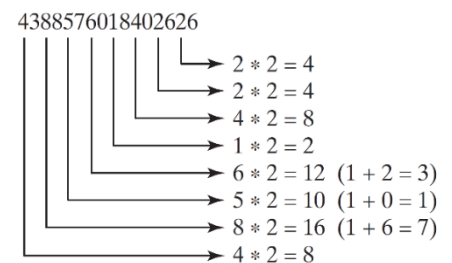 4388576018402626
2 * 2 = 4
2 * 2 = 4
4 * 2 = 8
1 * 2 = 2
6 * 2 = 12 (1 + 2 = 3)
5 * 2 = 10 (1 + 0 = 1)
8 * 2 = 16 (1 + 6 = 7)
4 * 2 = 8